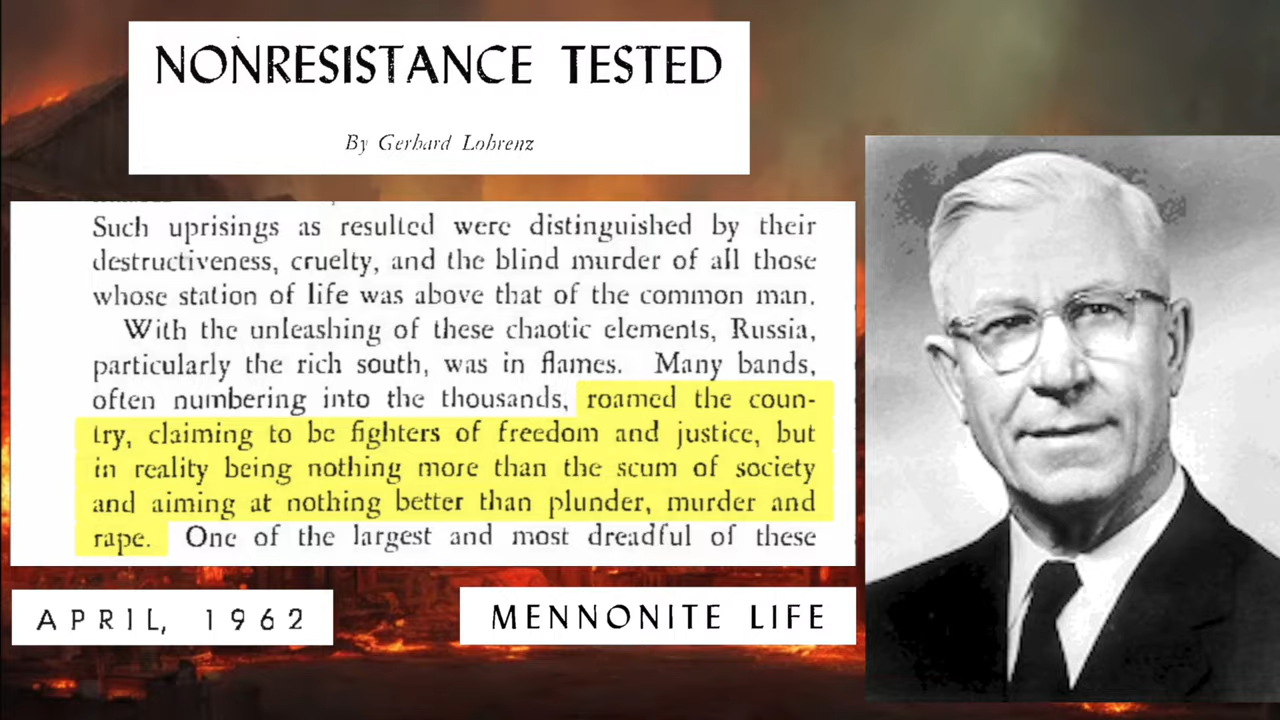 NONRESISTANCE TESTED
By Gerhard Lohrenz
Such uprisings as resulted were distinguished by their
destructiveness, cruelty, and the blind murder of all those
whose station of life was above that of the common man.
With the unleashing of these chaotic elements, Russia,
particularly the rich south, was in flames. Many bands,
often numbering into the thousands, roamed the coun-
try, claiming to be fighters of freedom and justice, but
in reality being nothing more than the scum of society
and aiming at nothing better than plunder, murder and
rape. One of the largest and most dreadful of these
APRIL, 1962
MENNONITE LIFE